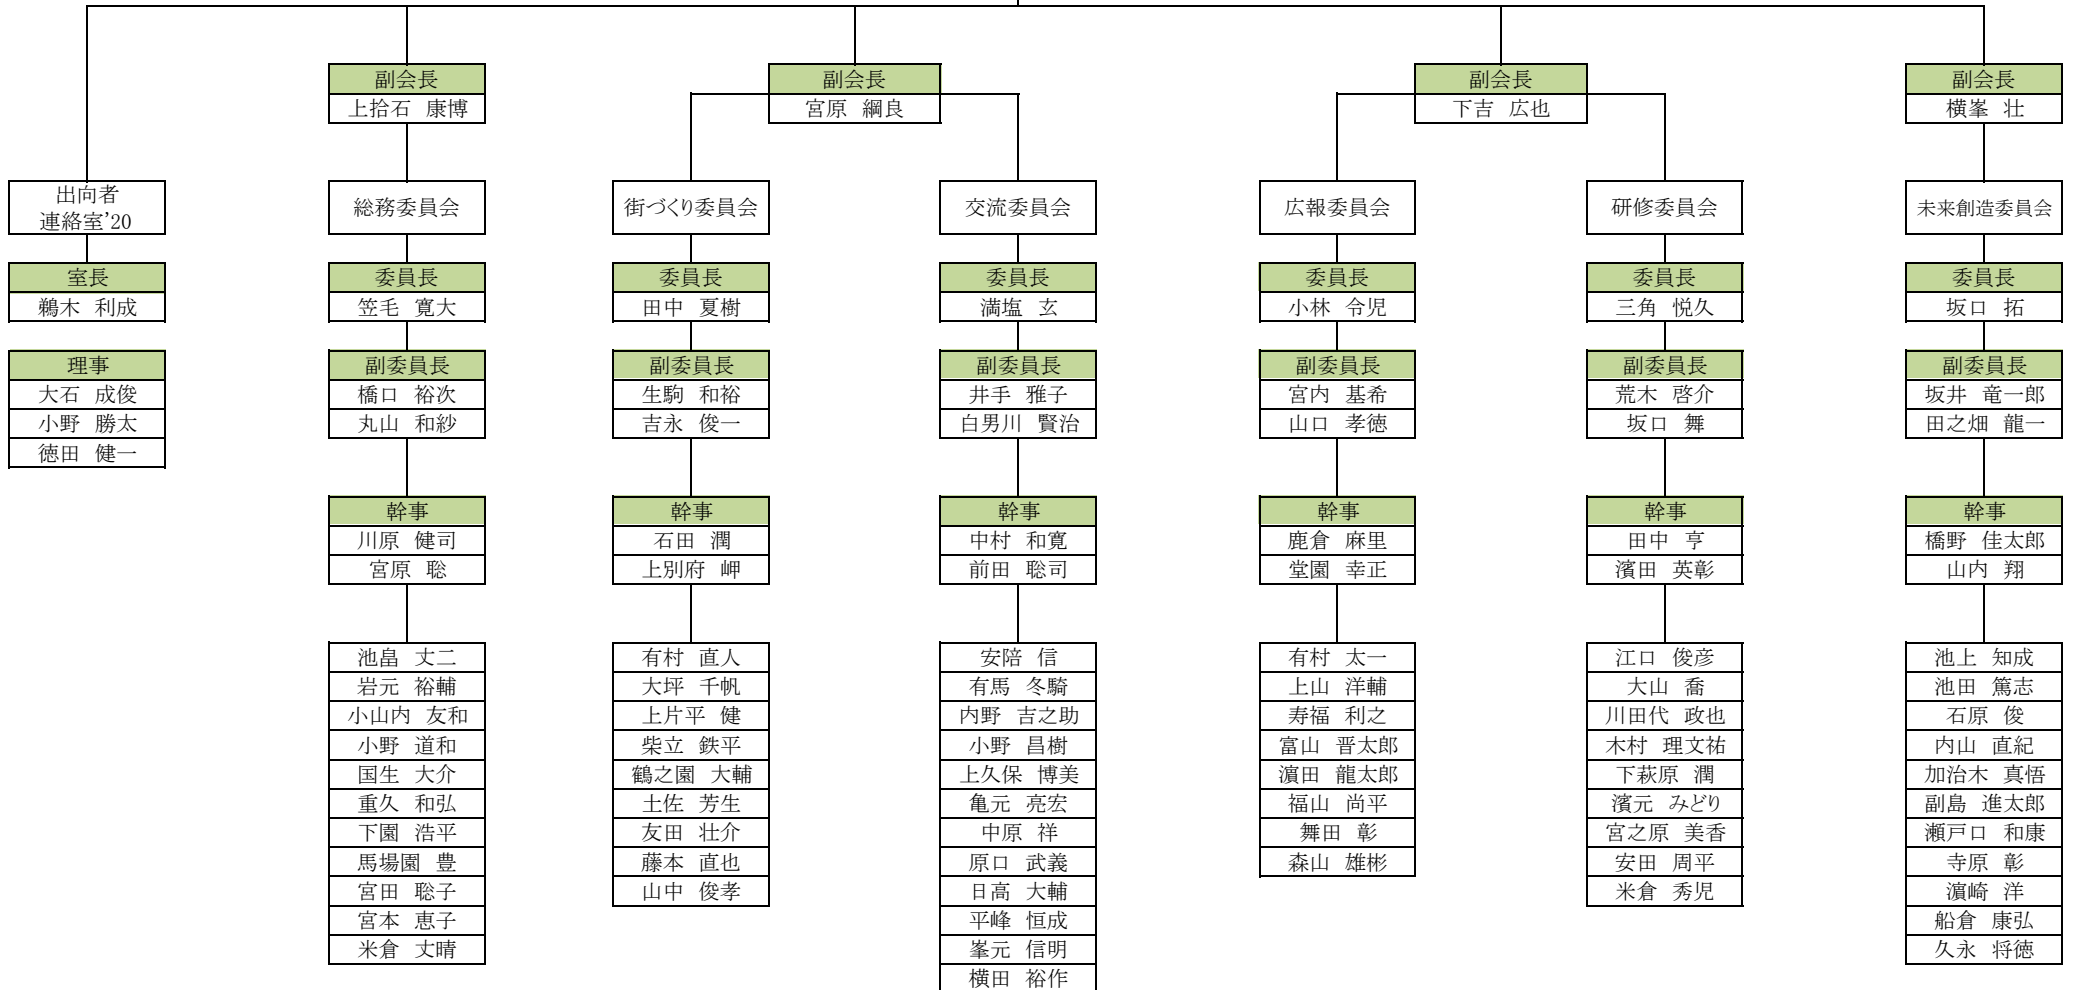 副会長
上拾石 康博
副会長
宮原 綱良
副会長
下吉 広也
副会長
横峯 壮
出向者
連絡室’20
室長
鵜木 利成
理事
大石 成俊
小野 勝太
徳田 健一
総務委員会
委員長
笠毛 寛大
副委員長
橋口 裕次
丸山 和紗
幹事
川原 健司
宮原 聡
池畠 丈二
岩元 裕輔
小山内 友和
小野 道和
国生 大介
重久 和弘
下園 浩平
馬場園 豊
宮田 聡子
宮本 恵子
米倉 丈晴
街づくり委員会
委員長
田中 夏樹
副委員長
生駒 和裕
吉永 俊一
幹事
石田 潤
上別府 岬
有村 直人
大坪 千帆
上片平 健
柴立 鉄平
鶴之園 大輔
土佐 芳生
友田 壮介
藤本 直也
山中 俊孝
交流委員会
委員長
満塩 玄
副委員長
井手 雅子
白男川 賢治
幹事
中村 和寛
前田 聡司
安陪 信
有馬 冬騎
内野 吉之助
小野 昌樹
上久保 博美
亀元 亮宏
中原 祥
原口 武義
日高 大輔
平峰 恒成
峯元 信明
横田 裕作
広報委員会
委員長
小林 令児
副委員長
宮内 基希
山口 孝徳
幹事
鹿倉 麻里
堂園 幸正
有村 太一
上山 洋輔
寿福 利之
富山 晋太郎
濵田 龍太郎
福山 尚平
舞田 彰
森山 雄彬
研修委員会
委員長
三角 悦久
副委員長
荒木 啓介
坂口 舞
幹事
田中 亨
濱田 英彰
江口 俊彦
大山 喬
川田代 政也
木村 理文祐
下萩原 潤
濱元 みどり
宮之原 美香
安田 周平
米倉 秀児
未来創造委員会
委員長
坂口 拓
副委員長
坂井 竜一郎
田之畑 龍一
幹事
橋野 佳太郎
山内 翔
池上 知成
池田 篤志
石原 俊
内山 直紀
加治木 真悟
副島 進太郎
瀬戸口 和康
寺原 彰
濵崎 洋
船倉 康弘
久永 将徳